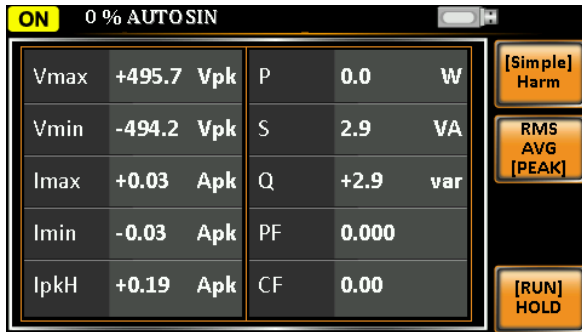 ON 0 % AUTO SIN
Vmax +495.7 Vpk P 0.0 W
Vmin -494.2 Vpk S 2.9 VA
Imax +0.03 Apk Q +2.9 var
Imin -0.03 Apk PF 0.000
IpkH +0.19 Apk CF 0.00
[Simple]
Harm
RMS
AVG
[PEAK]
[RUN]
HOLD